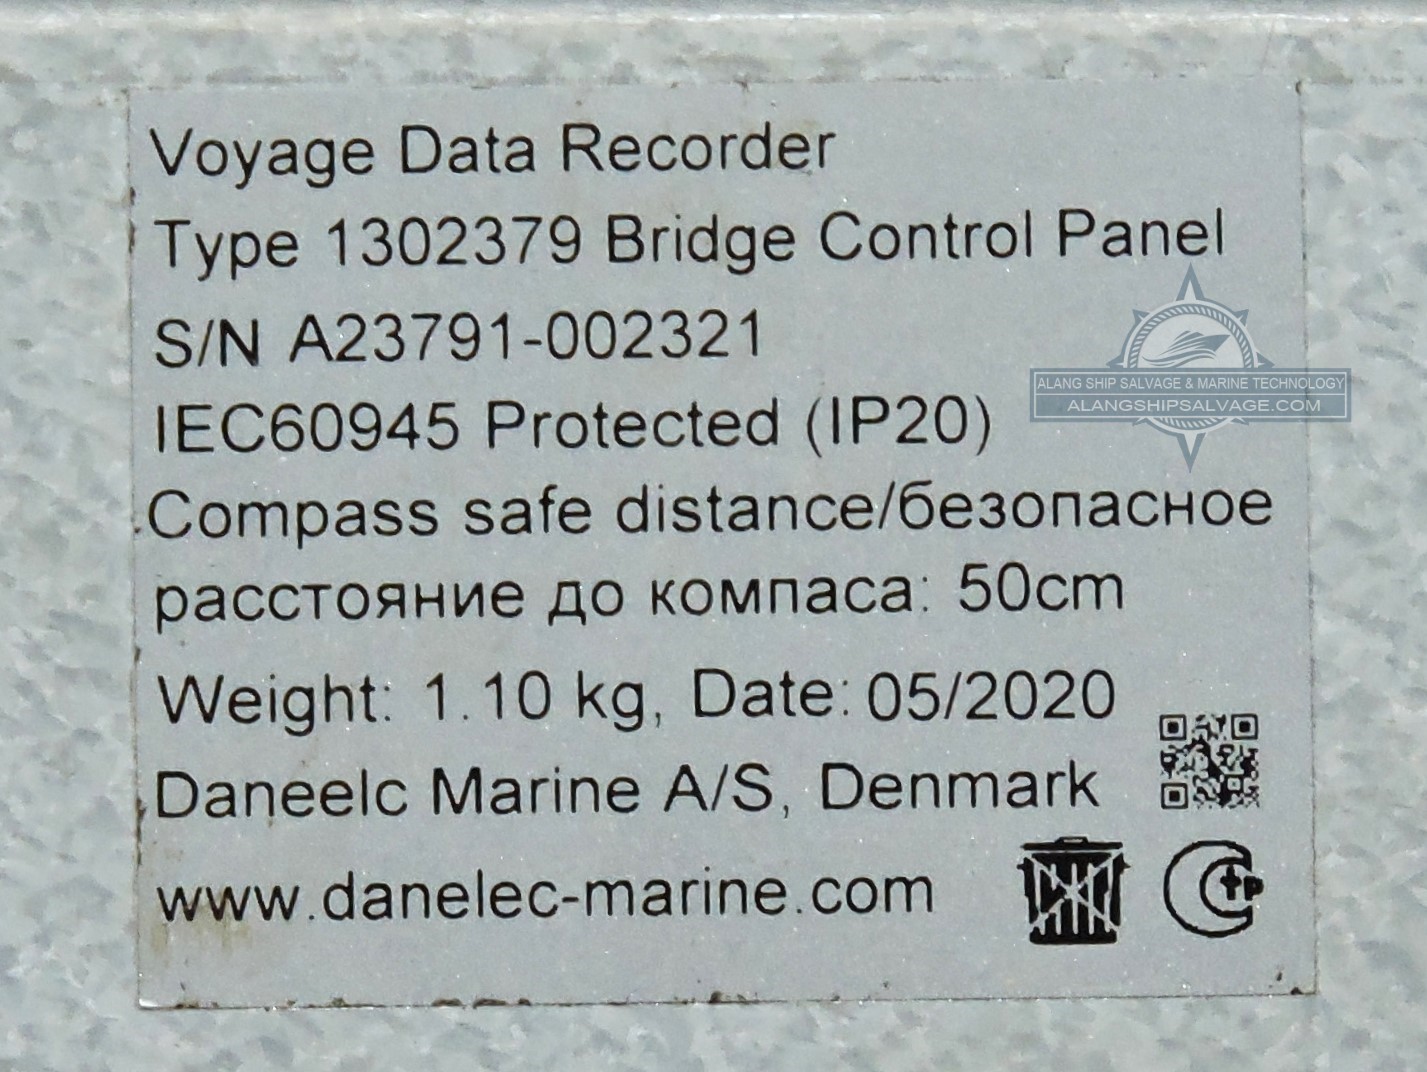 Voyage Data Recorder
Type 1302379 Bridge Control Panel
S/N A23791-002321
IEC60945 Protected (IP20)
Compass safe distance/безопасное
расстояние до компаса: 50cm
Weight: 1.10 kg, Date: 05/2020
Daneelc Marine A/S, Denmark
www.danelec-marine.com
ALANG SHIP SALVAGE & MARINE TECHNOLOGY
ALANGSHIPSALVAGE.COM